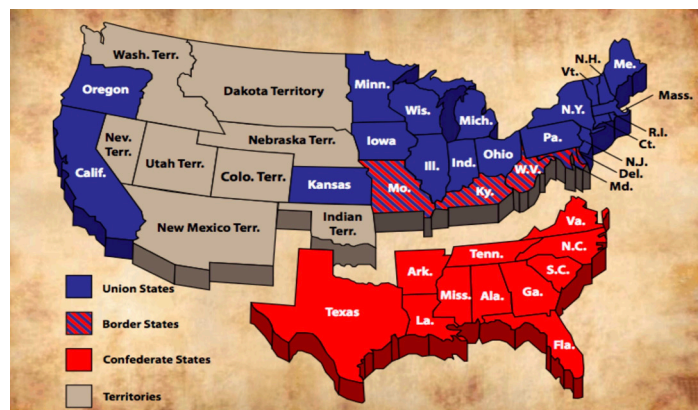 Wash. Terr.
Oregon
Dakota Territory
Minn.
Wis.
Mich.
N.H.
Vt.
Me.
N.Y.
Mass.
R.I.
Ct.
N.J.
Del.
Md.
Pa.
Nev.
Terr.
Utah Terr.
Calif.
Nebraska Terr.
Colo. Terr.
Iowa
Kansas
Mo.
Ill.
Ind.
Ohio
W.V.
Ky.
New Mexico Terr.
Indian
Terr.
Va.
N.C.
Tenn.
S.C.
Ark.
Texas
La.
Miss.
Ala.
Ga.
Fla.
Union States
Border States
Confederate States
Territories